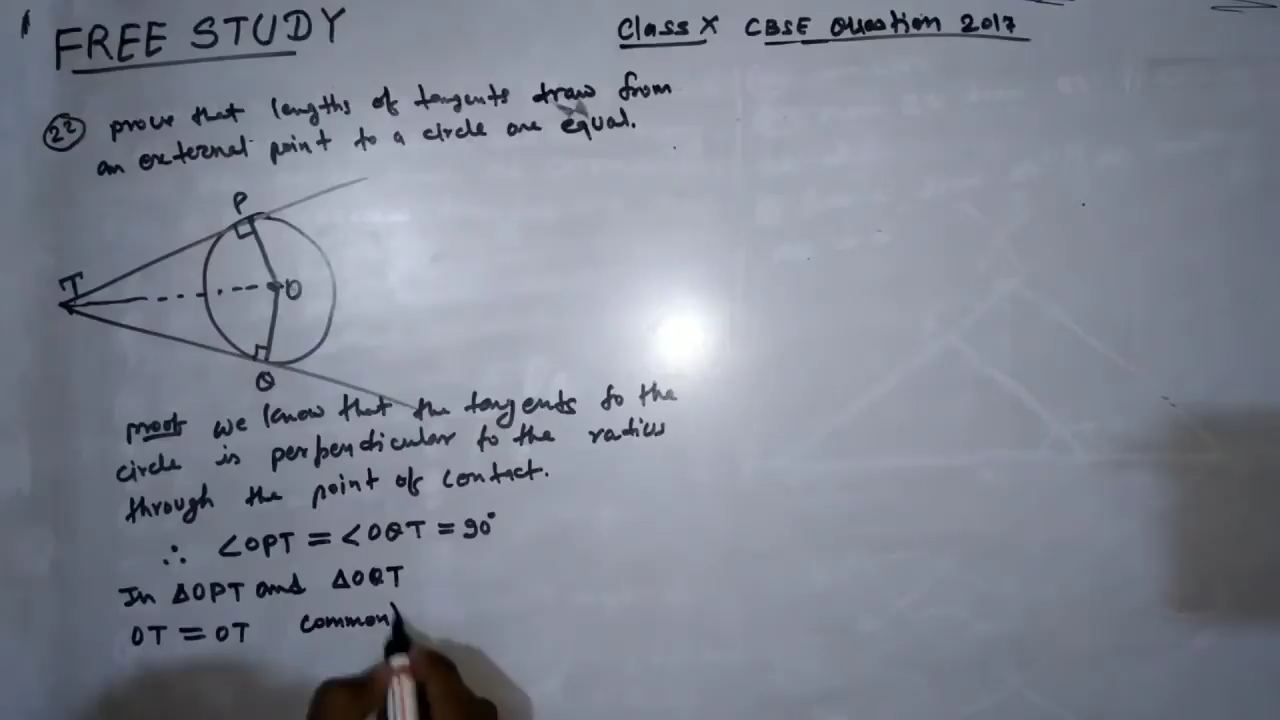 FREE STUDY
Class X CBSE Question 2017
22 prove that lengths of tangents traw from
an external point to a circle are equal.
P
T
O
Q
proof we know that the tangents to the
circle is perpendicular to the radius
through the point of contact.
∴ ∠OPT = ∠OQT = 90°
In ΔOPT and ΔOQT
OT = OT common